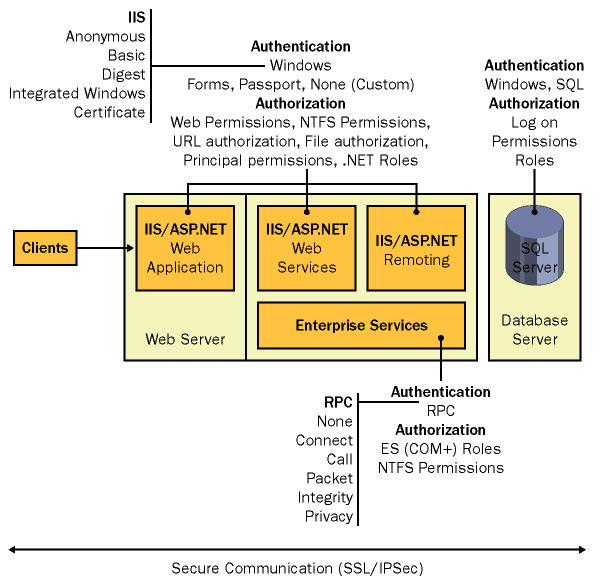 IIS
Anonymous
Basic
Digest
Integrated Windows
Certificate
Authentication
Windows
Forms, Passport, None (Custom)
Authorization
Web Permissions, NTFS Permissions,
URL authorization, File authorization,
Principal permissions, .NET Roles
Authentication
Windows, SQL
Authorization
Log on
Permissions
Roles
Clients
IIS/ASP.NET
Web
Application
IIS/ASP.NET
Web
Services
IIS/ASP.NET
Remoting
SQL
Server
Enterprise Services
Web Server
Database
Server
RPC
None
Connect
Call
Packet
Integrity
Privacy
Authentication
RPC
Authorization
ES (COM+) Roles
NTFS Permissions
Secure Communication (SSL/IPSec)